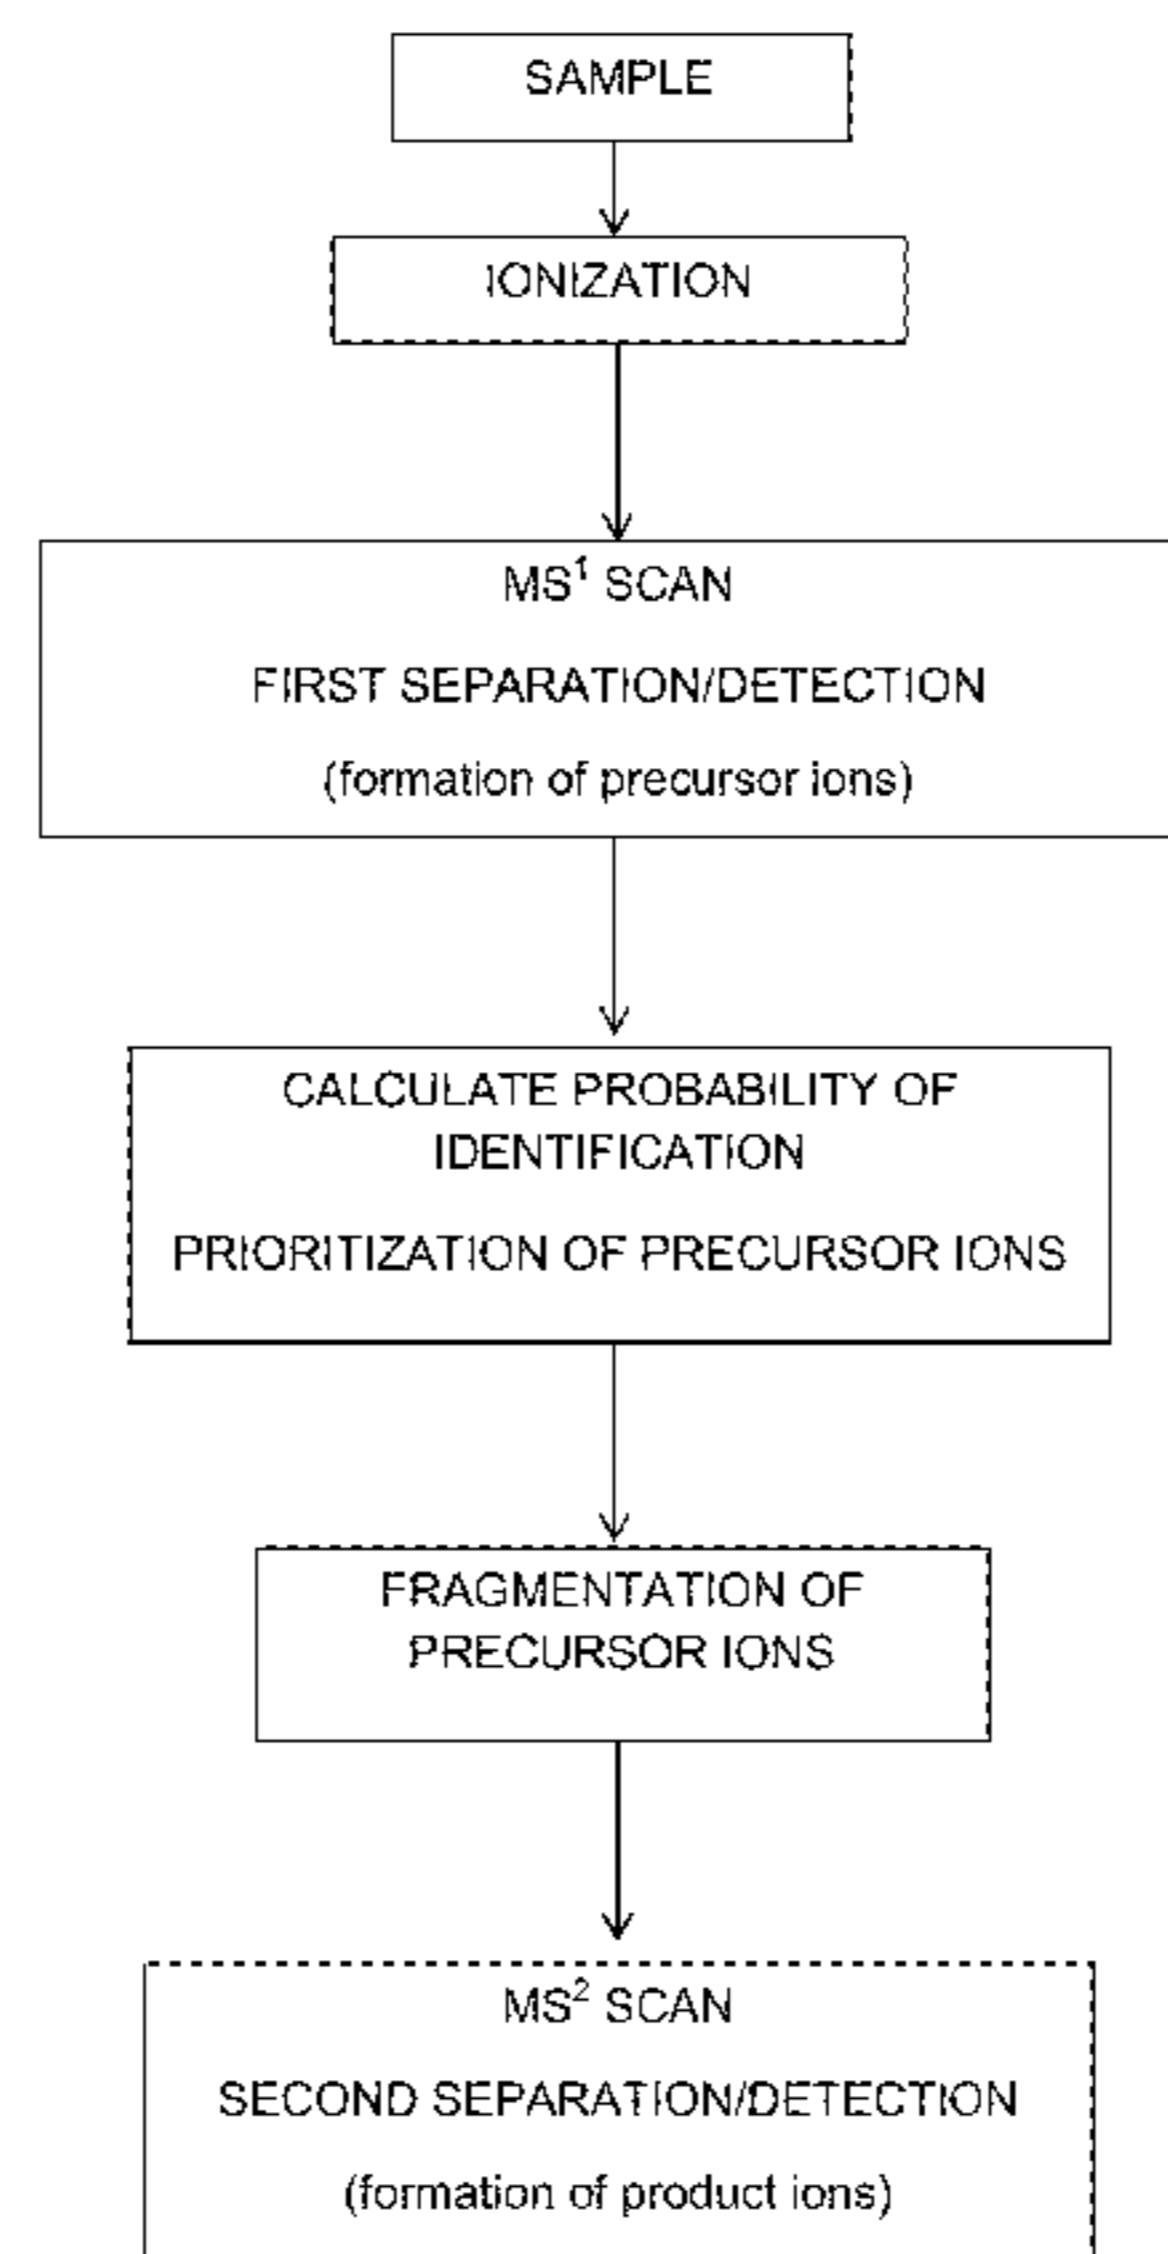 SAMPLE
IONIZATION
MS¹ SCAN
FIRST SEPARATION/DETECTION
(formation of precursor ions)
CALCULATE PROBABILITY OF
IDENTIFICATION
PRIORITIZATION OF PRECURSOR IONS
FRAGMENTATION OF
PRECURSOR IONS
MS² SCAN
SECOND SEPARATION/DETECTION
(formation of product ions)